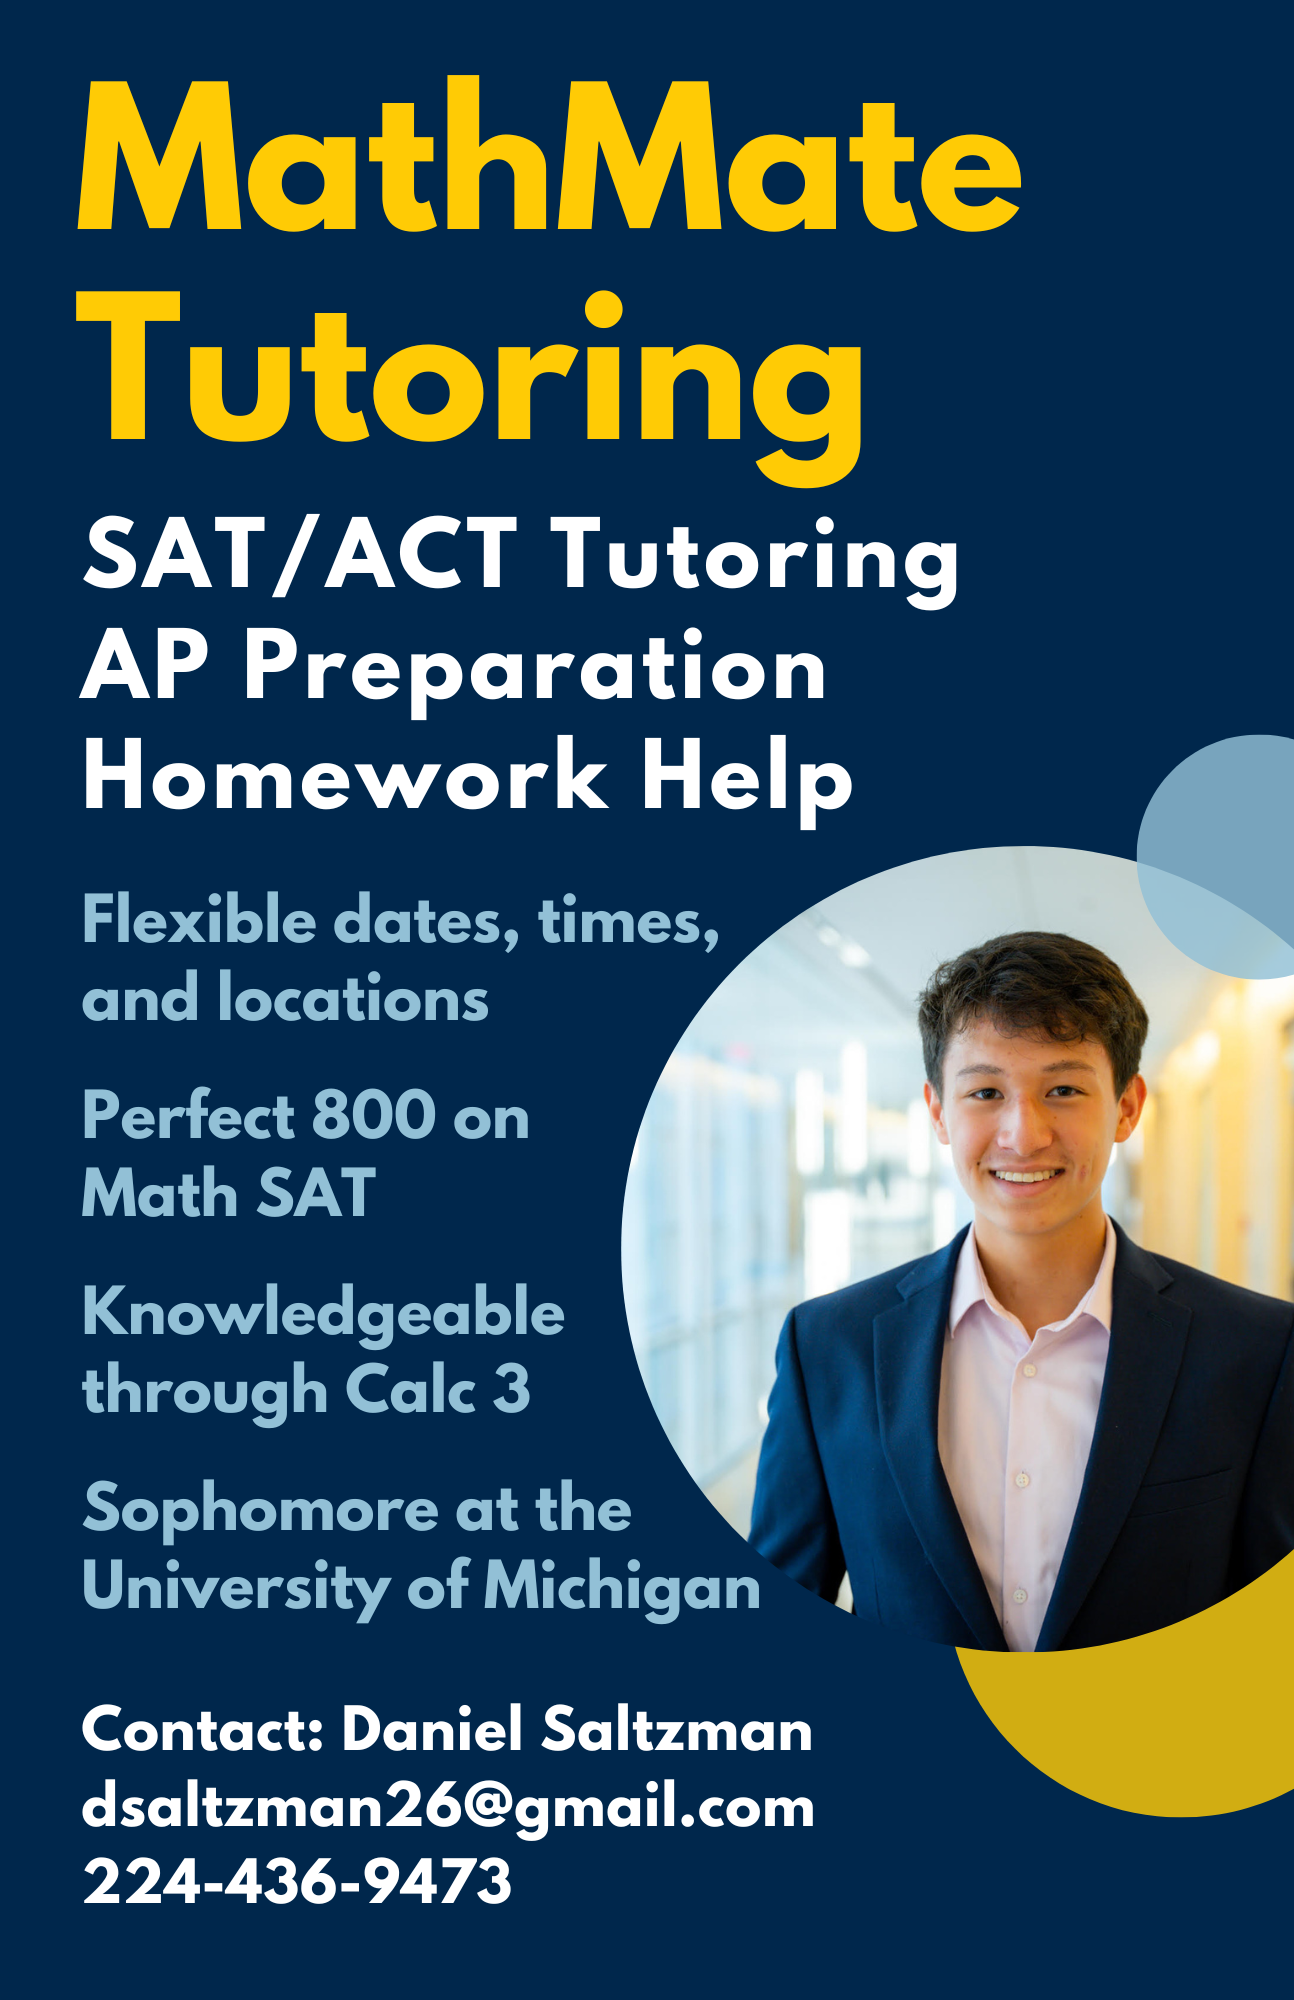 MathMate
Tutoring
SAT/ACT Tutoring
AP Preparation
Homework Help
Flexible dates, times,
and locations
Perfect 800 on
Math SAT
Knowledgeable
through Calc 3
Sophomore at the
University of Michigan
Contact: Daniel Saltzman
dsaltzman26@gmail.com
224-436-9473